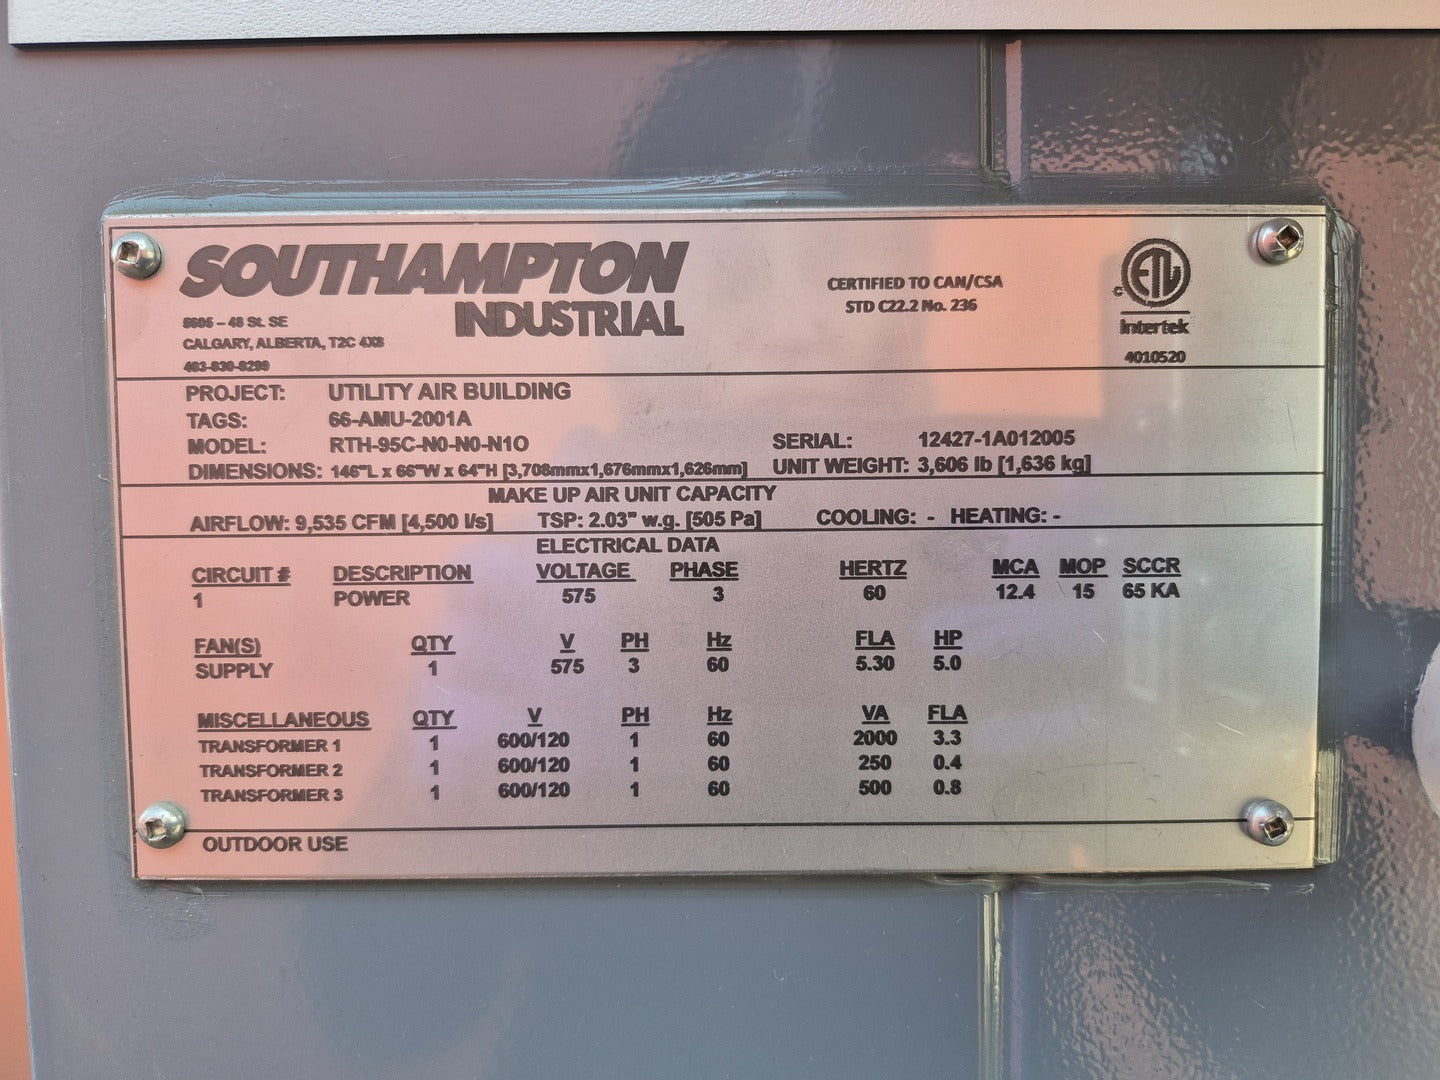 SOUTHAMPTON
INDUSTRIAL
48 St. SE
CALGARY, ALBERTA, T2C 4X8
CERTIFIED TO CAN/CSA
STD C22.2 No. 236
C ETL
Intertek
4010520
PROJECT: UTILITY AIR BUILDING
TAGS: 66-AMU-2001A
MODEL: RTH-95C-N0-N0-N1O SERIAL: 12427-1A012005
DIMENSIONS: 146"L x 66"W x 64"H [3,708mmx1,676mmx1,626mm] UNIT WEIGHT: 3,606 lb [1,636 kg]
MAKE UP AIR UNIT CAPACITY
AIRFLOW: 9,535 CFM [4,500 l/s] TSP: 2.03" w.g. [505 Pa] COOLING: - HEATING: -
ELECTRICAL DATA
CIRCUIT # DESCRIPTION VOLTAGE PHASE HERTZ MCA MOP SCCR
1 POWER 575 3 60 12.4 15 65 KA
FAN(S) QTY V PH Hz FLA HP
SUPPLY 1 575 3 60 5.30 5.0
MISCELLANEOUS QTY V PH Hz VA FLA
TRANSFORMER 1 1 600/120 1 60 2000 3.3
TRANSFORMER 2 1 600/120 1 60 250 0.4
TRANSFORMER 3 1 600/120 1 60 500 0.8
OUTDOOR USE